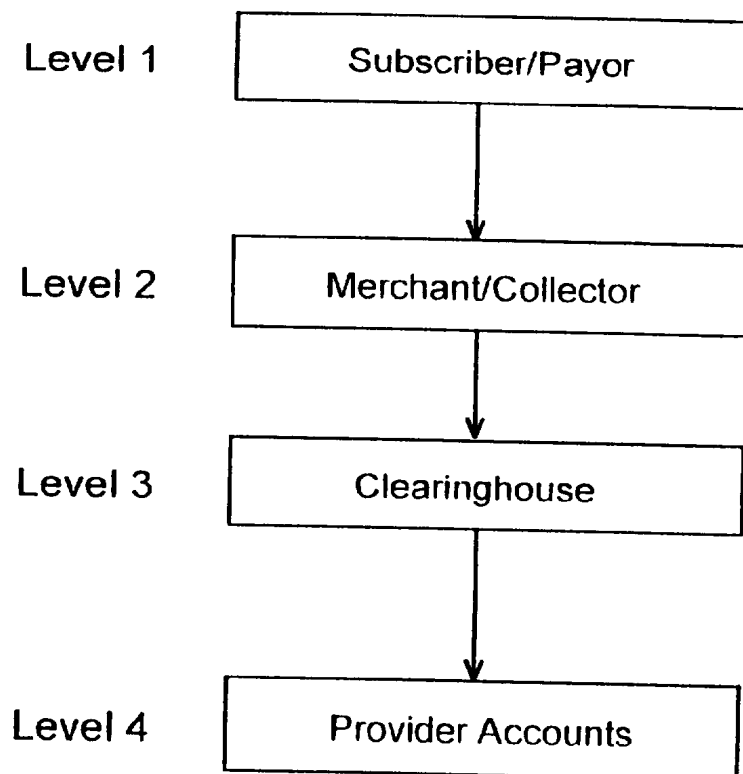 Level 1 Subscriber/Payor
Level 2 Merchant/Collector
Level 3 Clearinghouse
Level 4 Provider Accounts